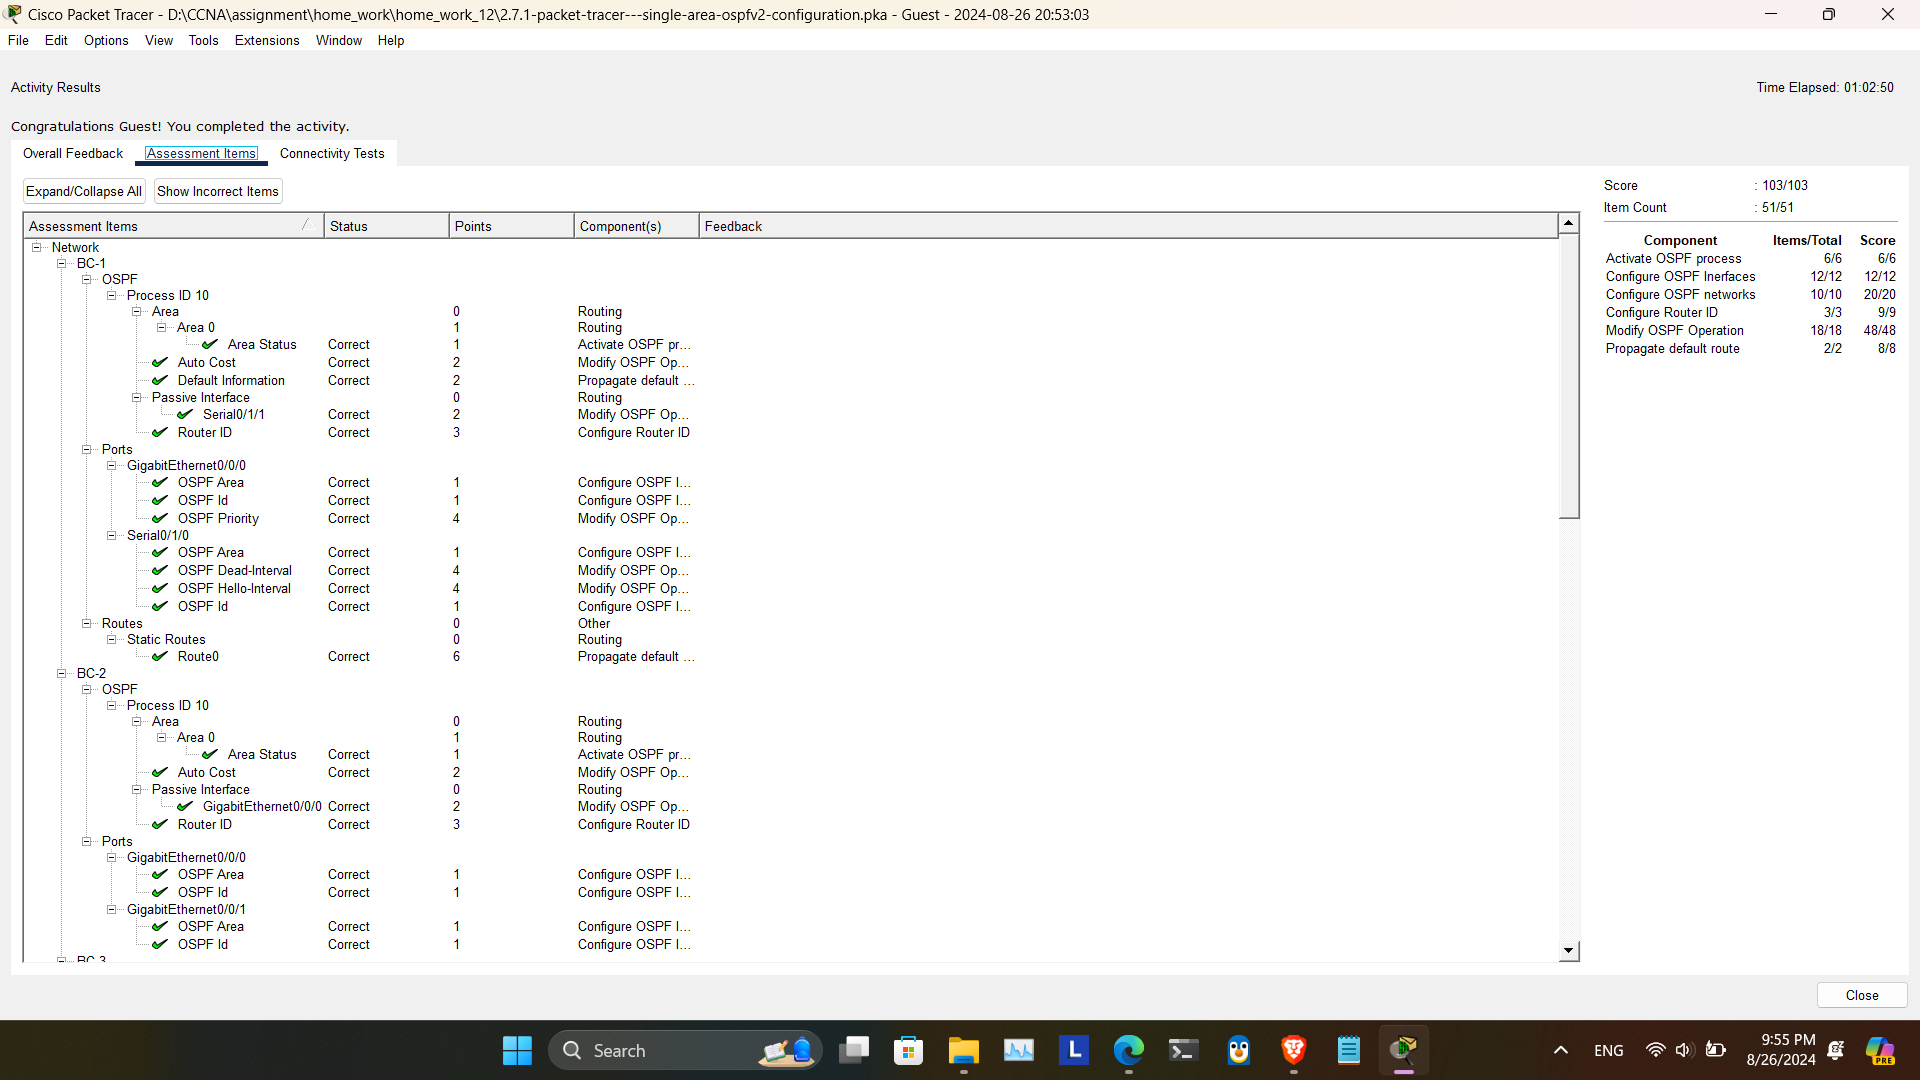 Cisco Packet Tracer - D:\CCNA\assignment\home_work\home_work_12\2.7.1-packet-tracer---single-area-ospfv2-configuration.pka - Guest - 2024-08-26 20:53:03
File Edit Options View Tools Extensions Window Help
Activity Results
Time Elapsed: 01:02:50
Congratulations Guest! You completed the activity.
Overall Feedback Assessment Items Connectivity Tests
Expand/Collapse All Show Incorrect Items
Assessment Items Status Points Component(s) Feedback
Network
BC-1
OSPF
Process ID 10
Area 0 Routing
Area 0 1 Routing
Area Status Correct 1 Activate OSPF pr...
Auto Cost Correct 2 Modify OSPF Op...
Default Information Correct 2 Propagate default ...
Passive Interface 0 Routing
Serial0/1/1 Correct 2 Modify OSPF Op...
Router ID Correct 3 Configure Router ID
Ports
GigabitEthernet0/0/0
OSPF Area Correct 1 Configure OSPF I...
OSPF Id Correct 1 Configure OSPF I...
OSPF Priority Correct 4 Modify OSPF Op...
Serial0/1/0
OSPF Area Correct 1 Configure OSPF I...
OSPF Dead-Interval Correct 4 Modify OSPF Op...
OSPF Hello-Interval Correct 4 Modify OSPF Op...
OSPF Id Correct 1 Configure OSPF I...
Routes 0 Other
Static Routes 0 Routing
Route0 Correct 6 Propagate default ...
BC-2
OSPF
Process ID 10
Area 0 Routing
Area 0 1 Routing
Area Status Correct 1 Activate OSPF pr...
Auto Cost Correct 2 Modify OSPF Op...
Passive Interface 0 Routing
GigabitEthernet0/0/0 Correct 2 Modify OSPF Op...
Router ID Correct 3 Configure Router ID
Ports
GigabitEthernet0/0/0
OSPF Area Correct 1 Configure OSPF I...
OSPF Id Correct 1 Configure OSPF I...
GigabitEthernet0/0/1
OSPF Area Correct 1 Configure OSPF I...
OSPF Id Correct 1 Configure OSPF I...
BC-3
Score : 103/103
Item Count : 51/51
Component Items/Total Score
Activate OSPF process 6/6 6/6
Configure OSPF Inerfaces 12/12 12/12
Configure OSPF networks 10/10 20/20
Configure Router ID 3/3 9/9
Modify OSPF Operation 18/18 48/48
Propagate default route 2/2 8/8
Close
Search
L
ENG
9:55 PM
8/26/2024
PRE